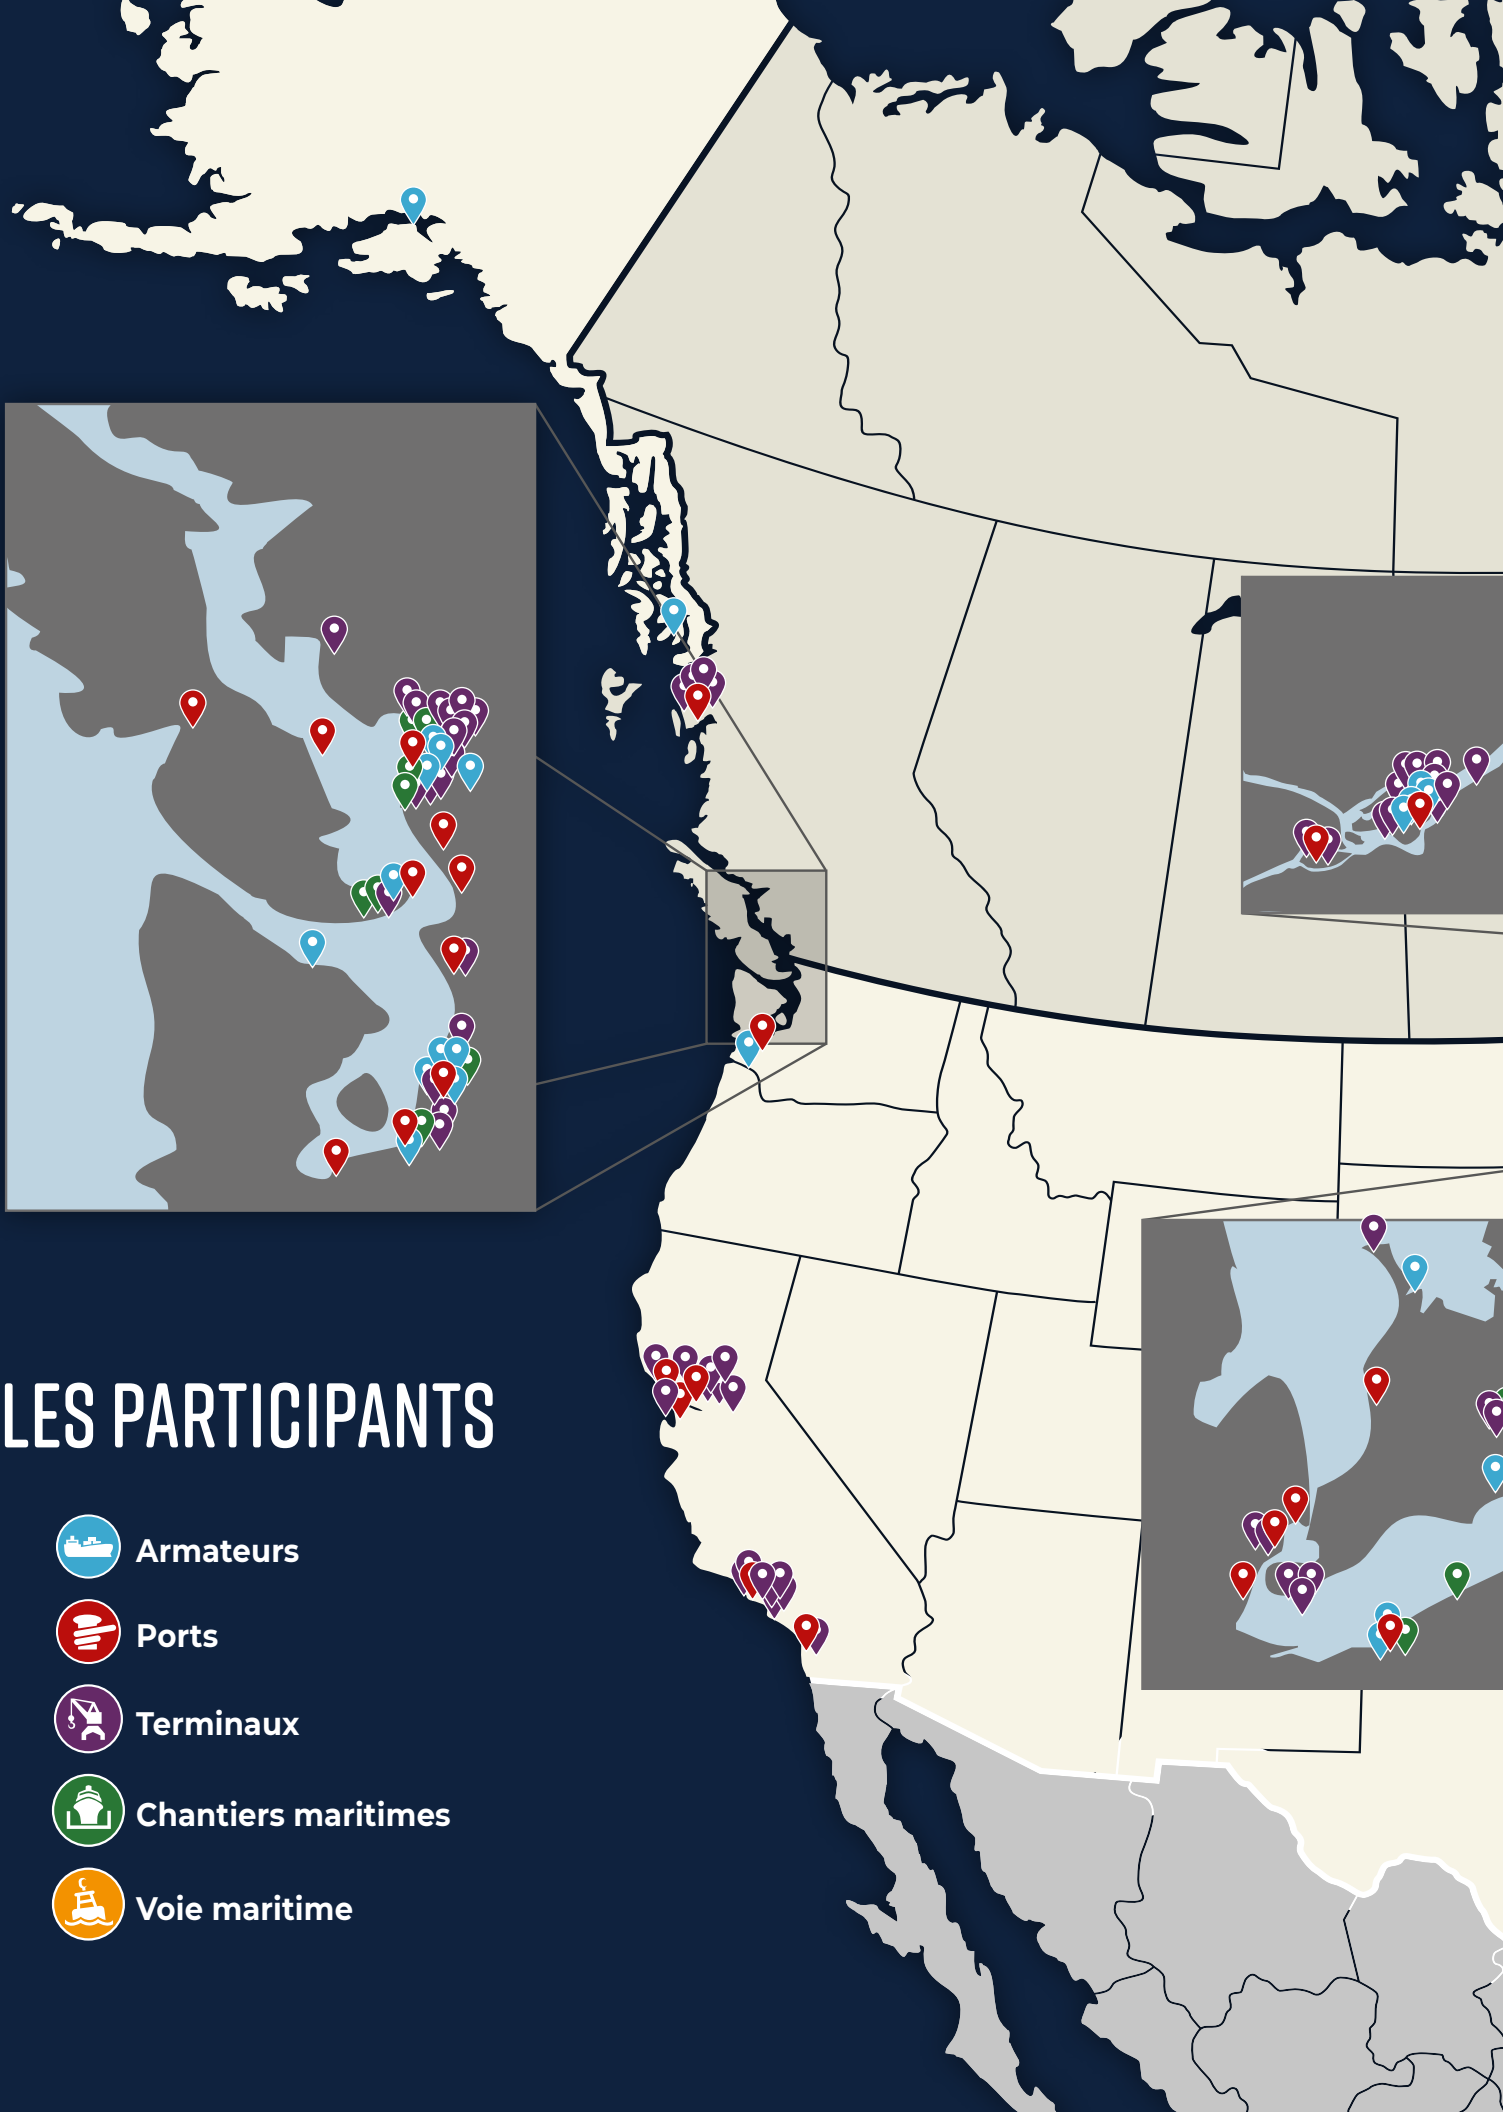 LES PARTICIPANTS
Armateurs
Ports
Terminaux
Chantiers maritimes
Voie maritime